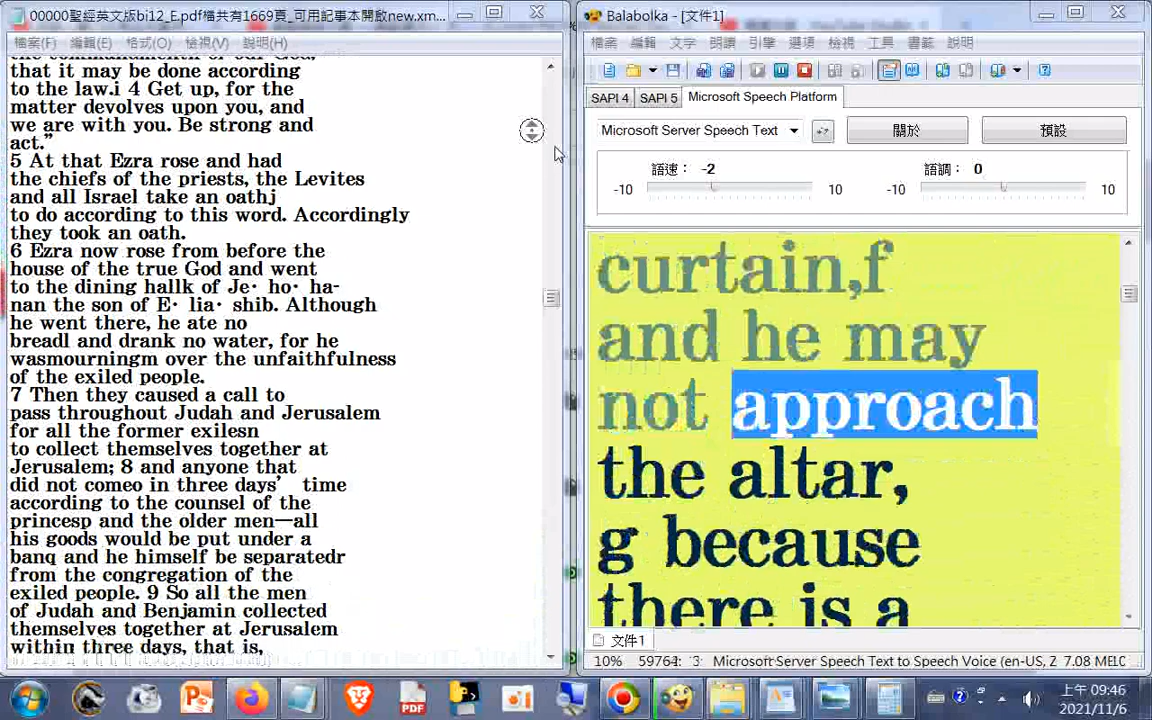 00000聖經英文版bi12_E.pdf檔共有1669頁_可用記事本開啟new.xm...
檔案(F) 編輯(E) 格式(O) 檢視(V) 說明(H)
that it may be done according
to the law.i 4 Get up, for the
matter devolves upon you, and
we are with you. Be strong and
act.”
5 At that Ezra rose and had
the chiefs of the priests, the Levites
and all Israel take an oathj
to do according to this word. Accordingly
they took an oath.
6 Ezra now rose from before the
house of the true God and went
to the dining hallk of Je· ho· ha-
nan the son of E· lia· shib. Although
he went there, he ate no
breadl and drank no water, for he
wasmourningm over the unfaithfulness
of the exiled people.
7 Then they caused a call to
pass throughout Judah and Jerusalem
for all the former exilesn
to collect themselves together at
Jerusalem; 8 and anyone that
did not comeo in three days’ time
according to the counsel of the
princesp and the older men—all
his goods would be put under a
banq and he himself be separatedr
from the congregation of the
exiled people. 9 So all the men
of Judah and Benjamin collected
themselves together at Jerusalem
within three days, that is,
Balabolka - [文件1]
檔案 編輯 文字 朗讀 引擎 選項 檢視 工具 書籤 說明
SAPI 4 SAPI 5 Microsoft Speech Platform
Microsoft Server Speech Text 關於 預設
語速： -2 語調： 0
-10 10 -10 10
curtain,f
and he may
not approach
the altar,
g because
there is a
文件1
10% 59764: Microsoft Server Speech Text to Speech Voice (en-US, 7.08
PDF
上午 09:46
2021/11/6